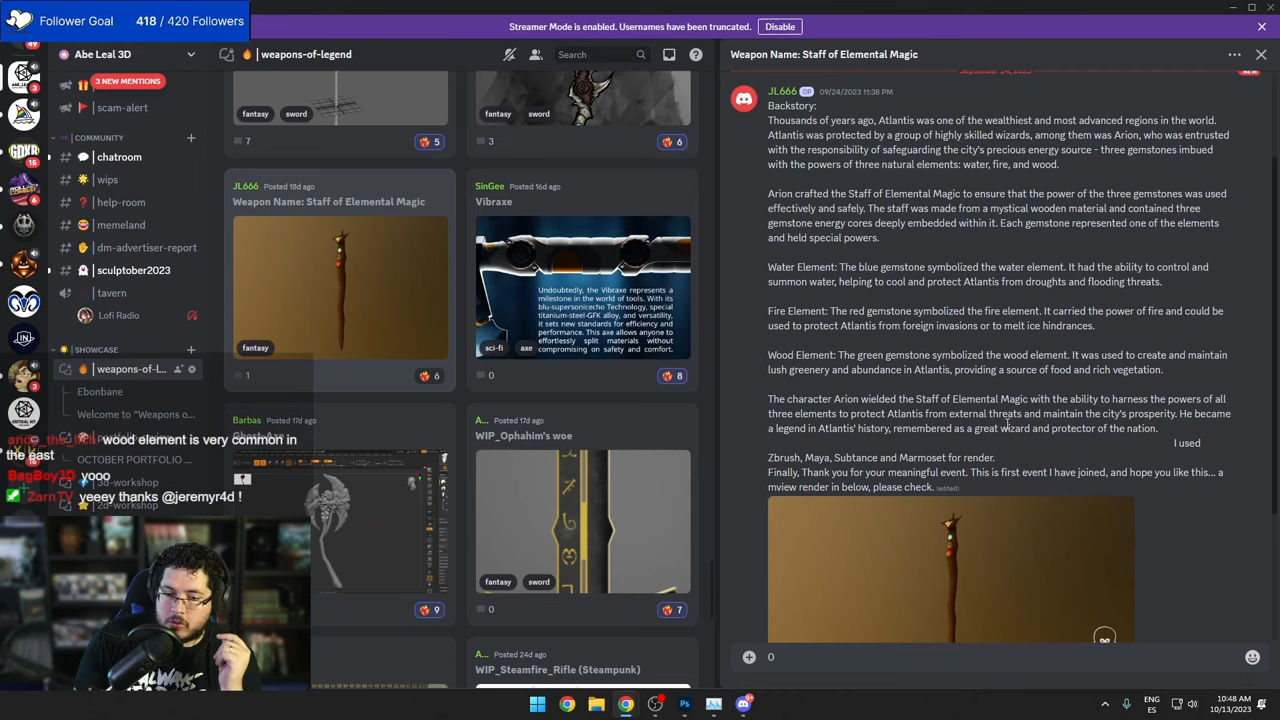 Follower Goal 418 / 420 Followers
Streamer Mode is enabled. Usernames have been truncated. Disable
Abe Leal 3D
3 NEW MENTIONS
scam-alert
COMMUNITY
chatroom
wips
help-room
memeland
dm-advertiser-report
sculptober2023
tavern
Lofi Radio
SHOWCASE
weapons-of-l...
Ebonbane
Welcome to "Weapons o...
OCTOBER PORTFOLIO ...
3d-workshop
2d-workshop
wood element is very common in
the east
BagBoy3D yooo
ZarnTV yeeey thanks @jeremyr4d !
weapons-of-legend
Search
fantasy sword
7
5
fantasy sword
3
6
JL666 Posted 18d ago
Weapon Name: Staff of Elemental Magic
fantasy
1
6
SinGee Posted 16d ago
Vibraxe
Undoubtedly, the Vibraxe represents a
milestone in the world of tools. With its
blu-supersonicecho Technology, special
titanium-steel-GFK alloy, and versatility,
it sets new standards for efficiency and
performance. This axe allows anyone to
effortlessly split materials without
compromising on safety and comfort.
sci-fi axe
0
8
Barbas Posted 17d ago
9
A... Posted 17d ago
WIP_Ophahim's woe
fantasy sword
0
7
A... Posted 24d ago
WIP_Steamfire_Rifle (Steampunk)
Weapon Name: Staff of Elemental Magic
September 24, 2023
NEW
JL666 OP 09/24/2023 11:38 PM
Backstory:
Thousands of years ago, Atlantis was one of the wealthiest and most advanced regions in the world.
Atlantis was protected by a group of highly skilled wizards, among them was Arion, who was entrusted
with the responsibility of safeguarding the city's precious energy source - three gemstones imbued
with the powers of three natural elements: water, fire, and wood.
Arion crafted the Staff of Elemental Magic to ensure that the power of the three gemstones was used
effectively and safely. The staff was made from a mystical wooden material and contained three
gemstone energy cores deeply embedded within it. Each gemstone represented one of the elements
and held special powers.
Water Element: The blue gemstone symbolized the water element. It had the ability to control and
summon water, helping to cool and protect Atlantis from droughts and flooding threats.
Fire Element: The red gemstone symbolized the fire element. It carried the power of fire and could be
used to protect Atlantis from foreign invasions or to melt ice hindrances.
Wood Element: The green gemstone symbolized the wood element. It was used to create and maintain
lush greenery and abundance in Atlantis, providing a source of food and rich vegetation.
The character Arion wielded the Staff of Elemental Magic with the ability to harness the powers of all
three elements to protect Atlantis from external threats and maintain the city's prosperity. He became
a legend in Atlantis' history, remembered as a great wizard and protector of the nation.
I used
Zbrush, Maya, Subtance and Marmoset for render.
Finally, Thank you for your meaningful event. This is first event I have joined, and hope you like this... a
mview render in below, please check. (edited)
0
ENG
ES
10:48 AM
10/13/2023